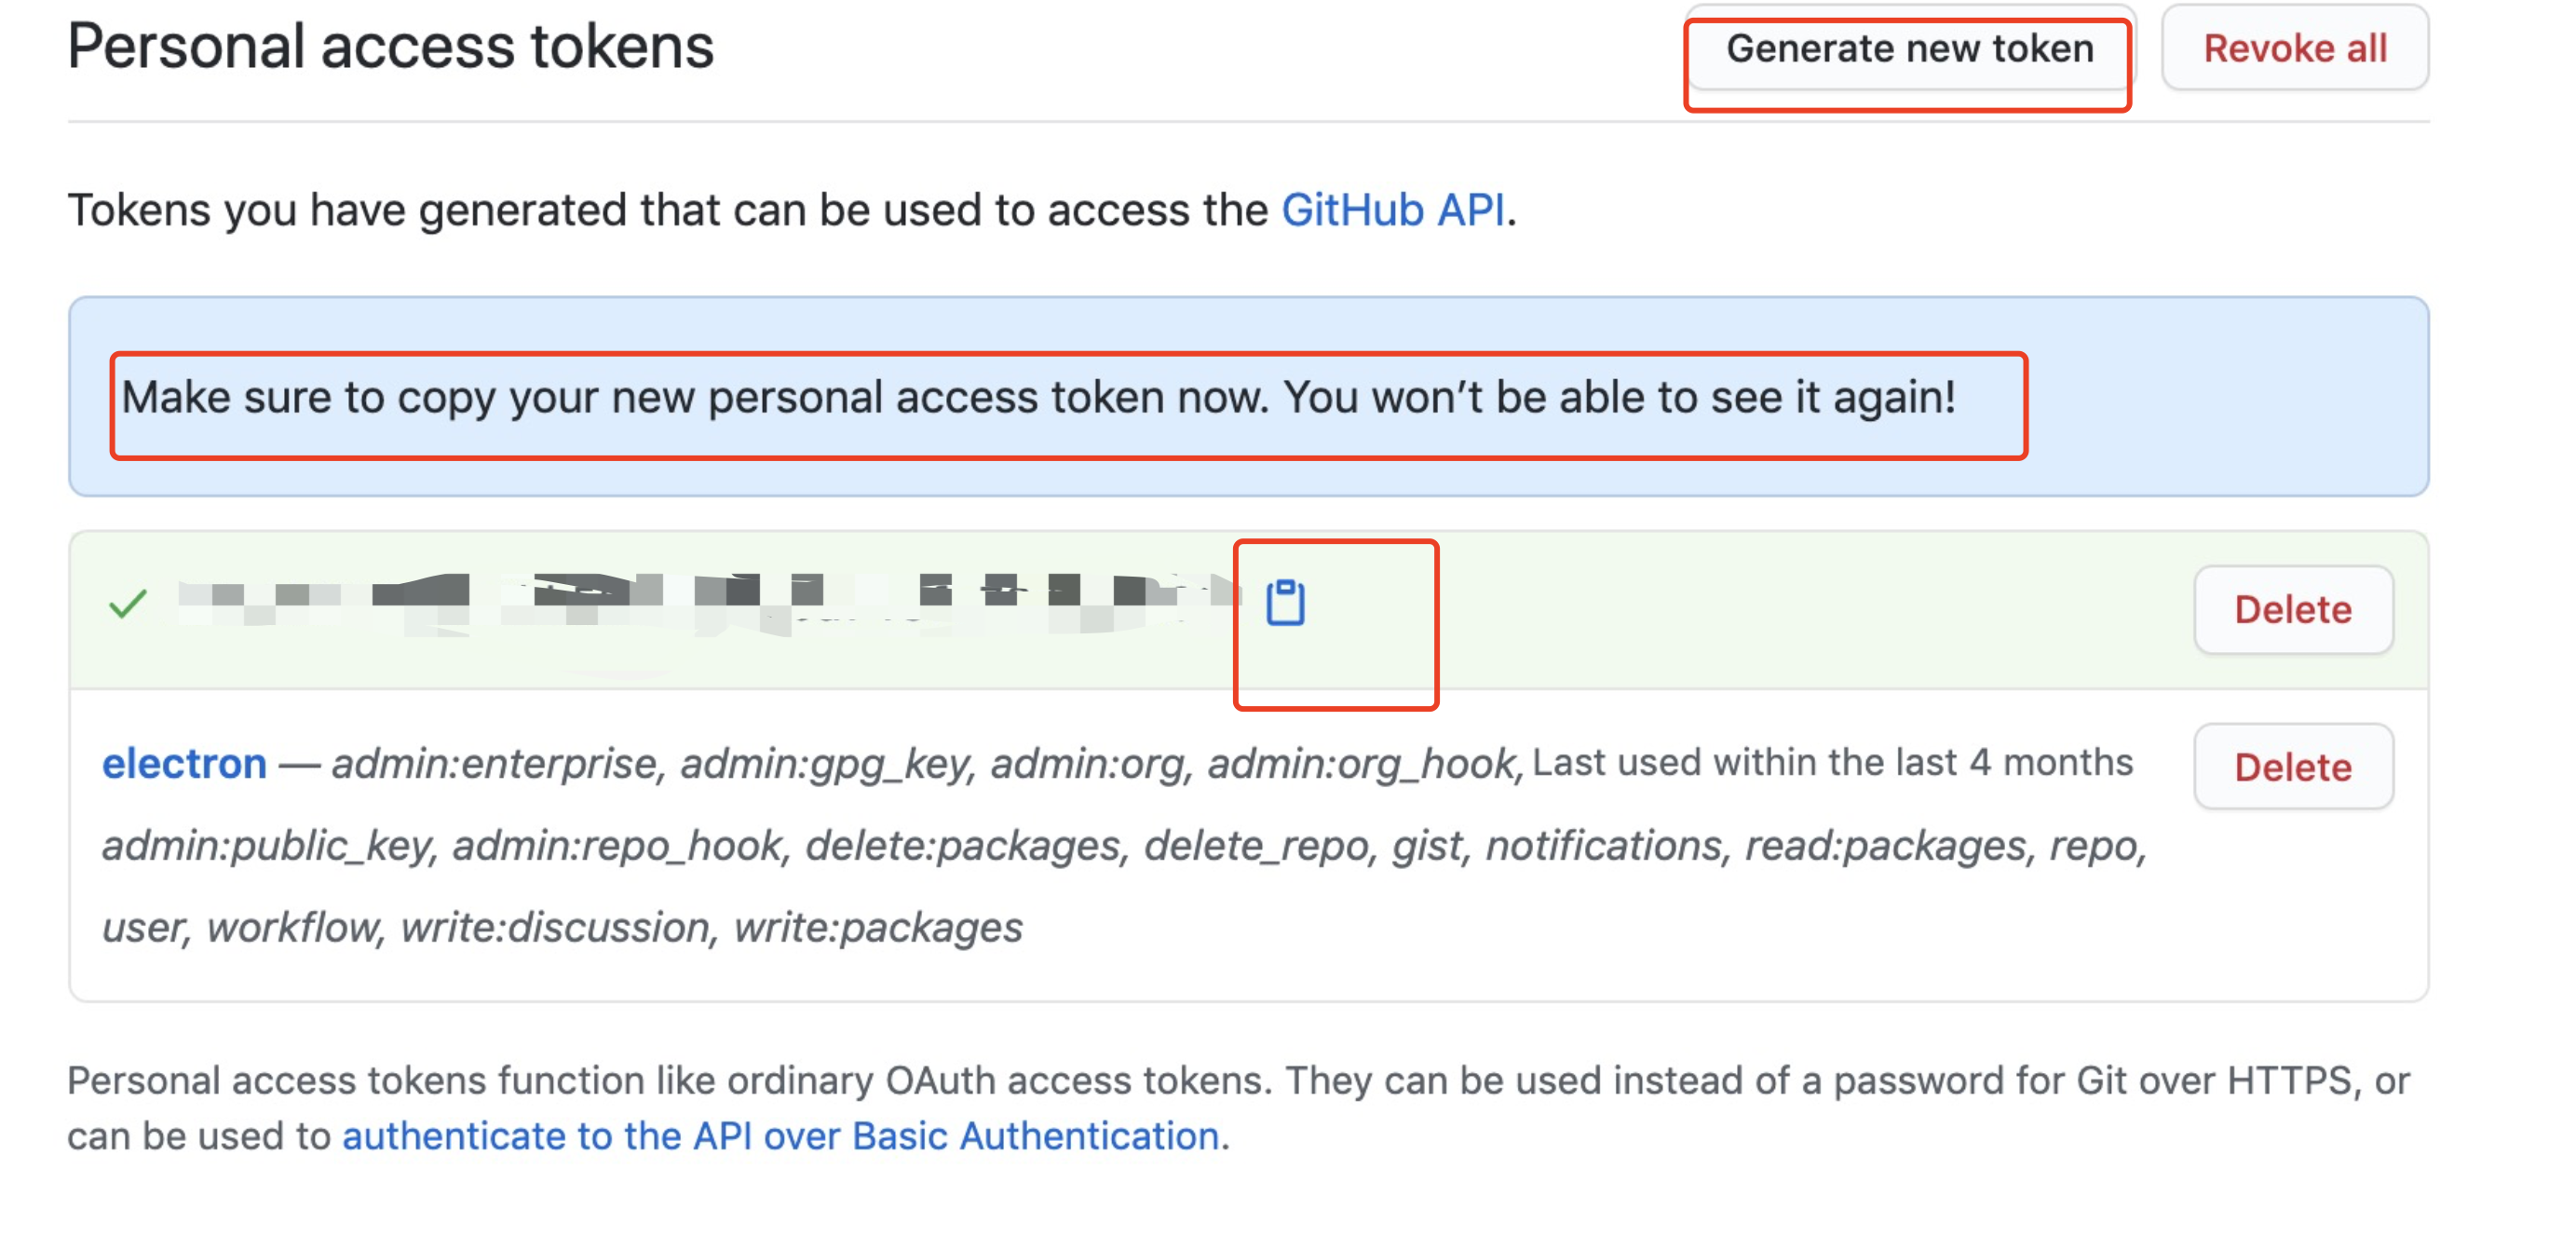 Personal access tokens
Generate new token
Revoke all
Tokens you have generated that can be used to access the GitHub API.
Make sure to copy your new personal access token now. You won’t be able to see it again!
Delete
electron — admin:enterprise, admin:gpg_key, admin:org, admin:org_hook, Last used within the last 4 months
Delete
admin:public_key, admin:repo_hook, delete:packages, delete_repo, gist, notifications, read:packages, repo,
user, workflow, write:discussion, write:packages
Personal access tokens function like ordinary OAuth access tokens. They can be used instead of a password for Git over HTTPS, or
can be used to authenticate to the API over Basic Authentication.